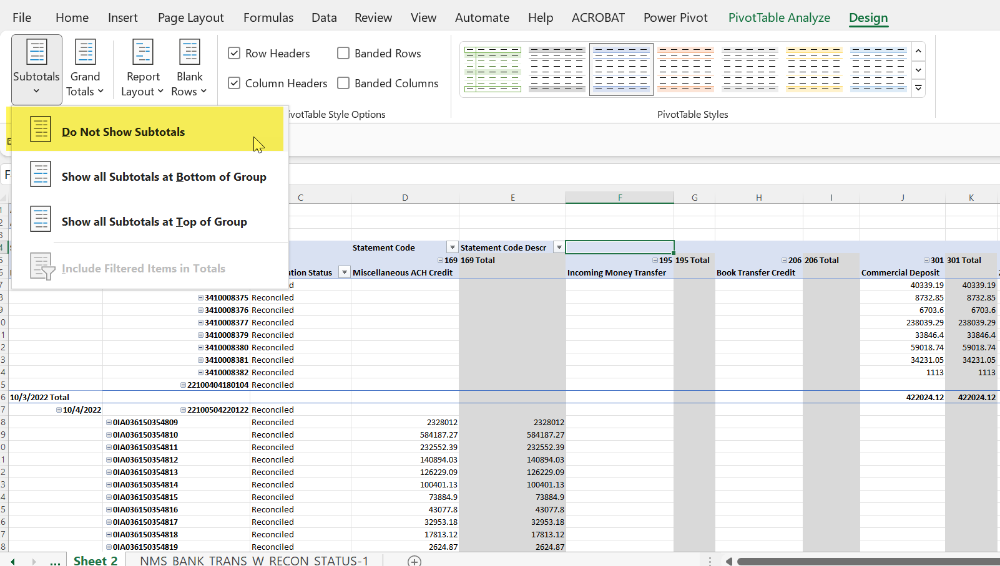 File Home Insert Page Layout Formulas Data Review View Automate Help ACROBAT Power Pivot PivotTable Analyze Design
Subtotals
Grand Totals
Report Layout
Blank Rows
Row Headers
Banded Rows
Column Headers
Banded Columns
PivotTable Styles
Do Not Show Subtotals
Show all Subtotals at Bottom of Group
Show all Subtotals at Top of Group
Include Filtered Items in Totals
C D E F G H I J K
Statement Code Statement Code Descr
169 169 Total 195 195 Total 206 206 Total 301 301 Total
Status Miscellaneous ACH Credit Incoming Money Transfer Book Transfer Credit Commercial Deposit
40339.19 40339.19
3410008375 Reconciled 8732.85 8732.85
3410008376 Reconciled 6703.6 6703.6
3410008377 Reconciled 238039.29 238039.29
3410008379 Reconciled 33846.4 33846.4
3410008380 Reconciled 59018.74 59018.74
3410008381 Reconciled 34231.05 34231.05
3410008382 Reconciled 1113 1113
22100404180104 Reconciled
10/3/2022 Total 422024.12 422024.12
10/4/2022 22100504220122 Reconciled
0IA036150354809 Reconciled 2328012 2328012
0IA036150354810 Reconciled 584187.27 584187.27
0IA036150354811 Reconciled 232552.39 232552.39
0IA036150354812 Reconciled 140894.03 140894.03
0IA036150354813 Reconciled 126229.09 126229.09
0IA036150354814 Reconciled 100401.13 100401.13
0IA036150354815 Reconciled 73884.9 73884.9
0IA036150354816 Reconciled 43077.8 43077.8
0IA036150354817 Reconciled 32953.18 32953.18
0IA036150354818 Reconciled 17813.12 17813.12
0IA036150354819 Reconciled 2624.87 2624.87
... Sheet 2 NMS_BANK_TRANS_W_RECON_STATUS-1